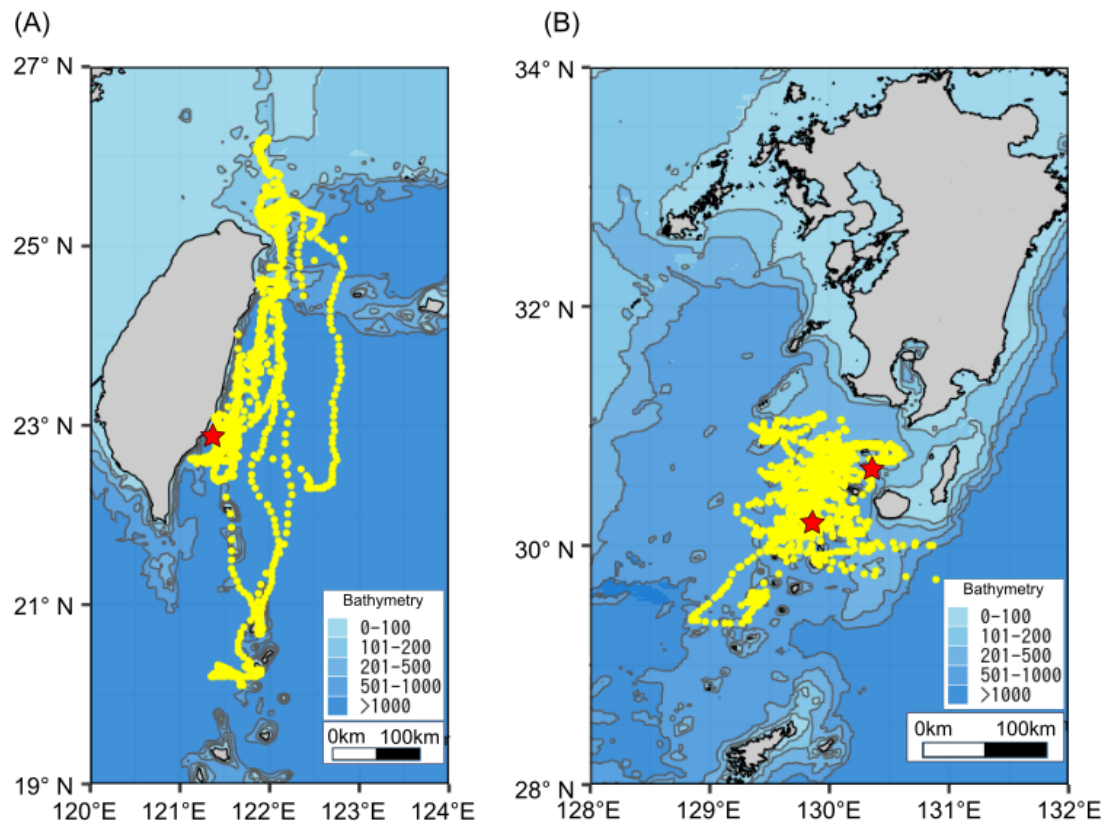 (A)
27° N
25° N
23° N
21° N
19° N
120°E
121°E
122°E
123°E
124°E
Bathymetry
0-100
101-200
201-500
501-1000
>1000
0km 100km
(B)
34° N
32° N
30° N
28° N
128°E
129°E
130°E
131°E
132°E
Bathymetry
0-100
101-200
201-500
501-1000
>1000
0km 100km